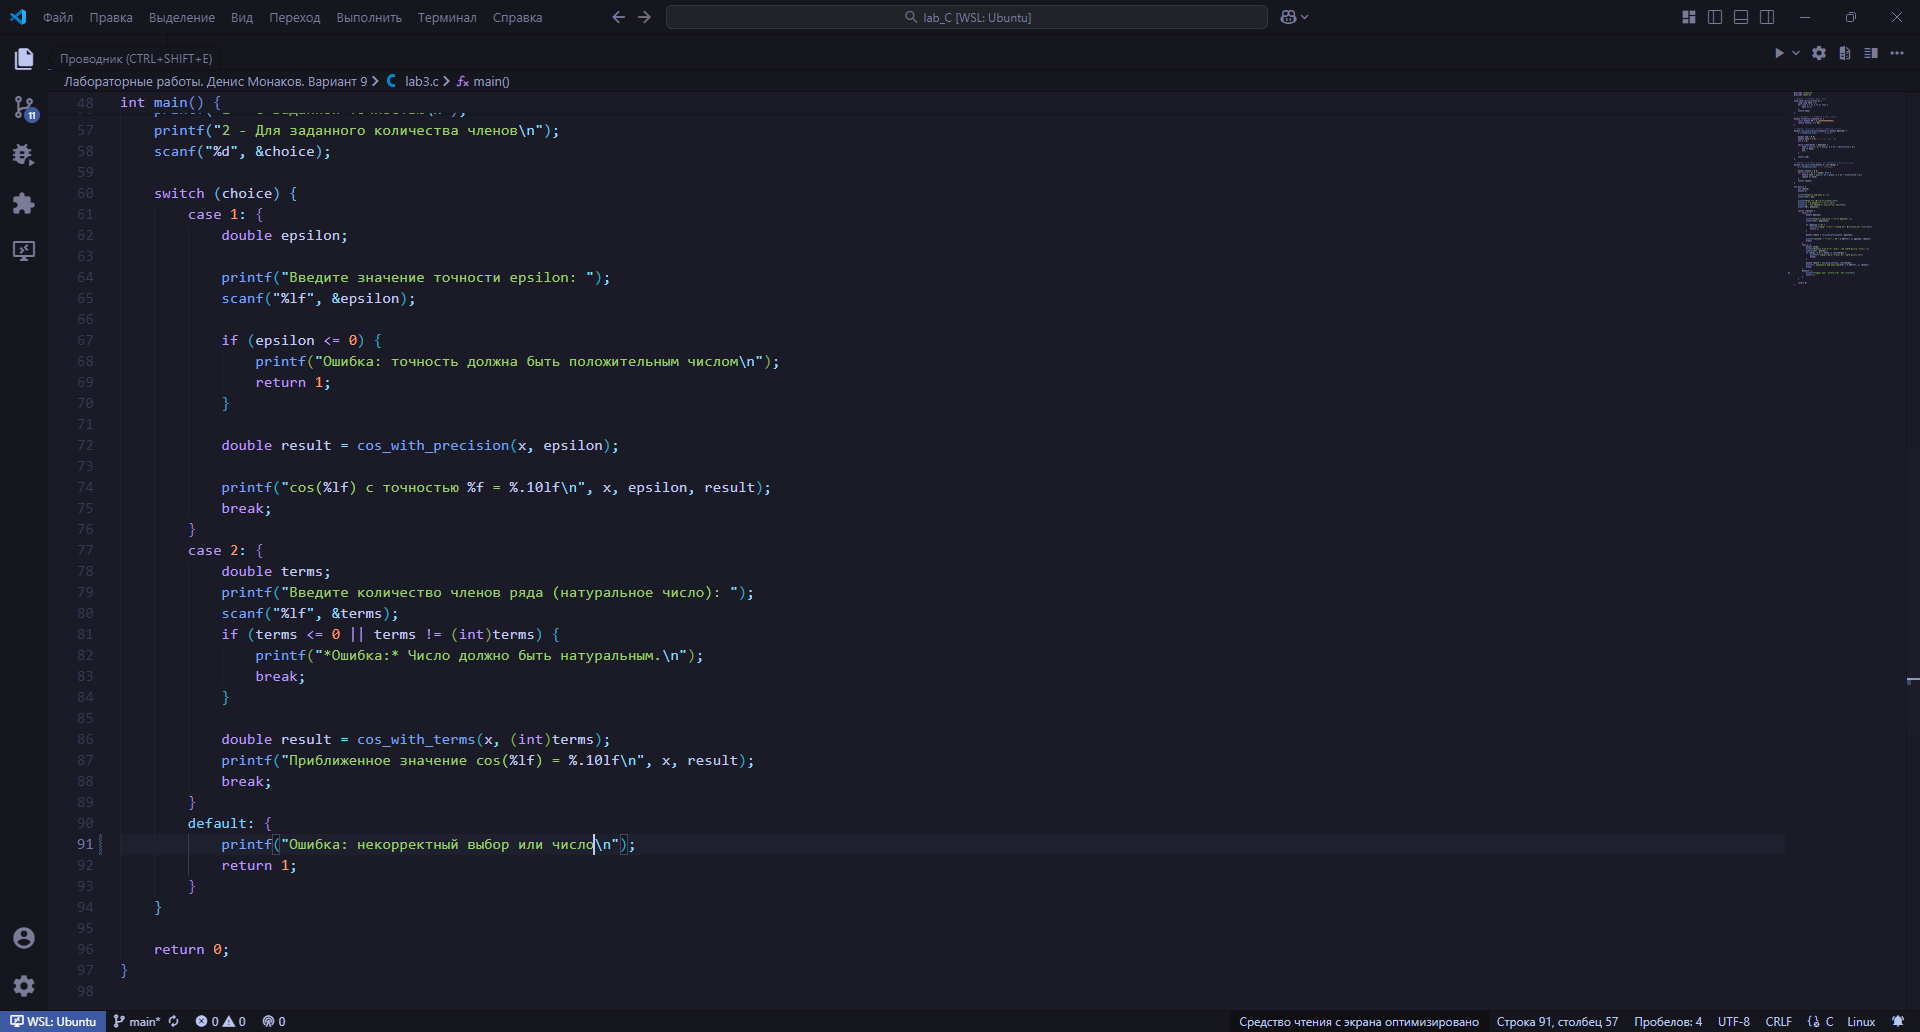 Файл Правка Выделение Вид Переход Выполнить Терминал Справка lab_C [WSL: Ubuntu]
Проводник (CTRL+SHIFT+E)
Лабораторные работы. Денис Монаков. Вариант 9 > C lab3.c > main()
48 int main() {
57 printf("2 - Для заданного количества членов\n");
58 scanf("%d", &choice);
59
60 switch (choice) {
61 case 1: {
62 double epsilon;
63
64 printf("Введите значение точности epsilon: ");
65 scanf("%lf", &epsilon);
66
67 if (epsilon <= 0) {
68 printf("Ошибка: точность должна быть положительным числом\n");
69 return 1;
70 }
71
72 double result = cos_with_precision(x, epsilon);
73
74 printf("cos(%lf) с точностью %f = %.10lf\n", x, epsilon, result);
75 break;
76 }
77 case 2: {
78 double terms;
79 printf("Введите количество членов ряда (натуральное число): ");
80 scanf("%lf", &terms);
81 if (terms <= 0 || terms != (int)terms) {
82 printf("*Ошибка:* Число должно быть натуральным.\n");
83 break;
84 }
85
86 double result = cos_with_terms(x, (int)terms);
87 printf("Приближенное значение cos(%lf) = %.10lf\n", x, result);
88 break;
89 }
90 default: {
91 printf("Ошибка: некорректный выбор или число\n");
92 return 1;
93 }
94 }
95
96 return 0;
97 }
98
11
WSL: Ubuntu main* 0 0 0 Средство чтения с экрана оптимизировано Строка 91, столбец 57 Пробелов: 4 UTF-8 CRLF {} C Linux